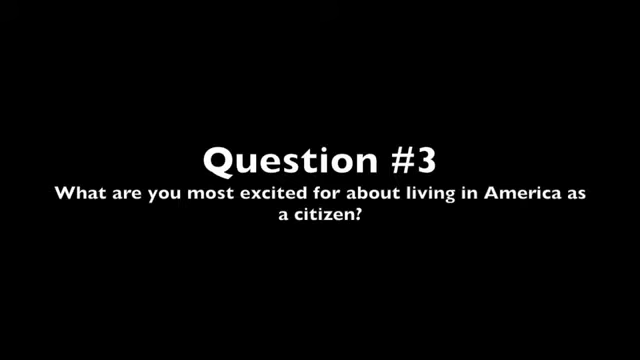 Question #3
What are you most excited for about living in America as
a citizen?